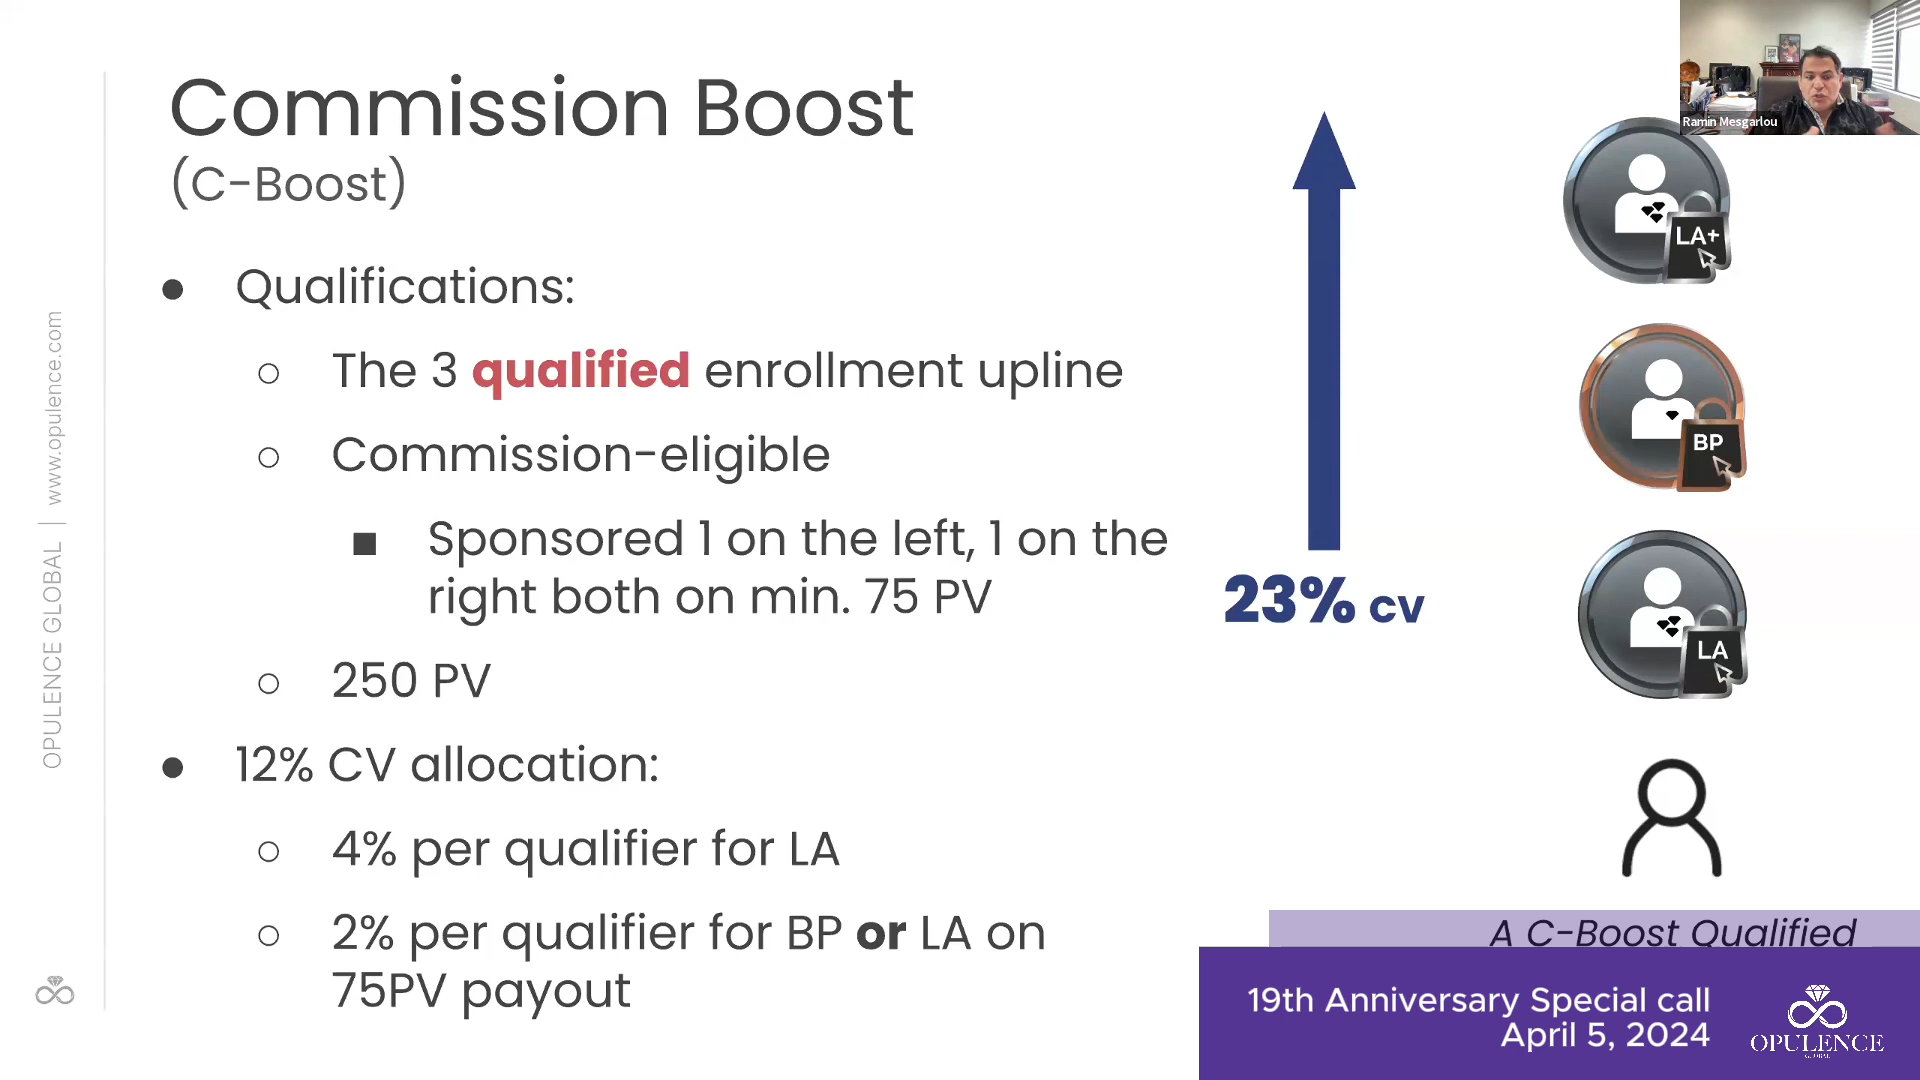 Commission Boost
(C-Boost)
Qualifications:
The 3 qualified enrollment upline
Commission-eligible
Sponsored 1 on the left, 1 on the
right both on min. 75 PV
250 PV
12% CV allocation:
4% per qualifier for LA
2% per qualifier for BP or LA on
75PV payout
23% CV
Ramin Mesgarlou
LA+
BP
LA
A C-Boost Qualified
19th Anniversary Special call
April 5, 2024
OPULENCE
GLOBAL
OPULENCE GLOBAL | www.opulence.com